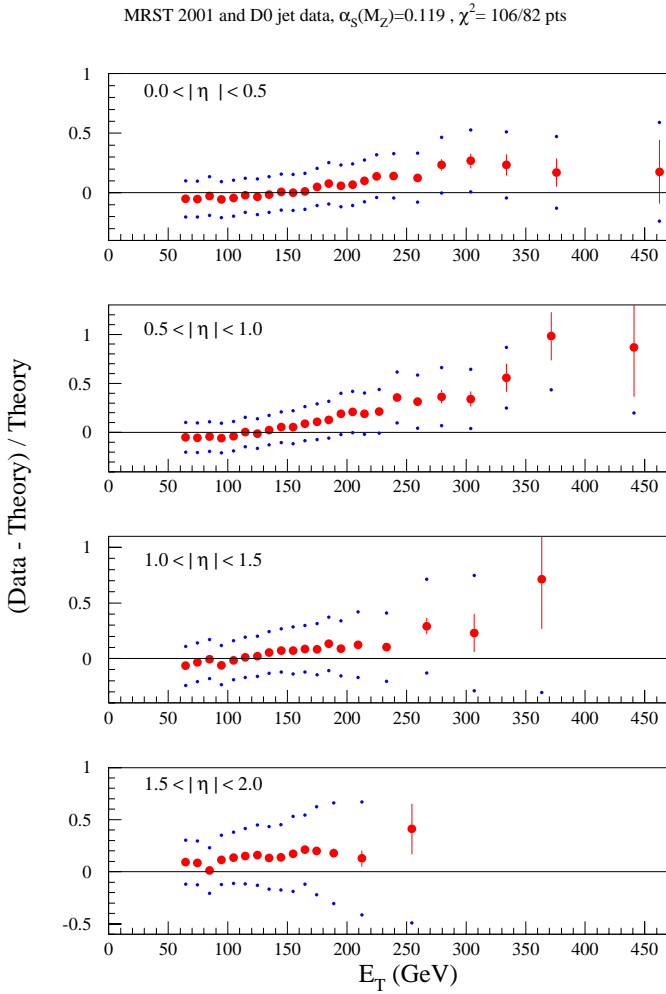 MRST 2001 and D0 jet data, α_S(M_Z)=0.119 , χ²= 106/82 pts
(Data - Theory) / Theory
0.0 < | η | < 0.5
1
0.5
0
0 50 100 150 200 250 300 350 400 450
0.5 < | η | < 1.0
1
0.5
0
0 50 100 150 200 250 300 350 400 450
1.0 < | η | < 1.5
1
0.5
0
0 50 100 150 200 250 300 350 400 450
1.5 < | η | < 2.0
1
0.5
0
-0.5
0 50 100 150 200 250 300 350 400 450
E_T (GeV)